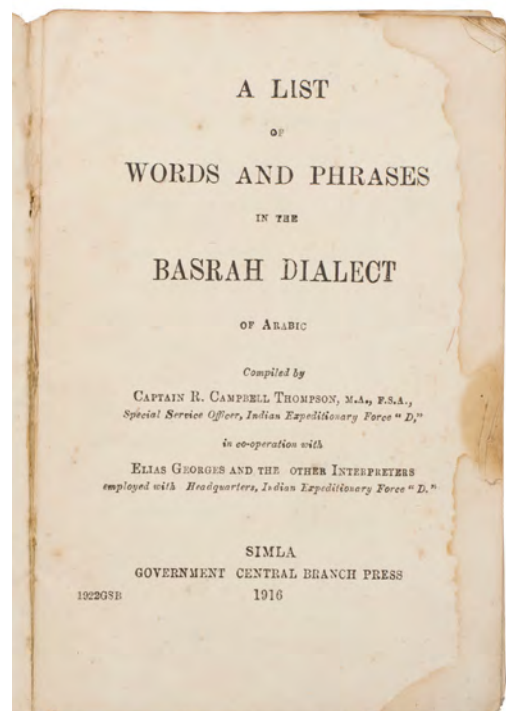 A LIST
OF
WORDS AND PHRASES
IN THE
BASRAH DIALECT
OF ARABIC
Compiled by
CAPTAIN R. CAMPBELL THOMPSON, M.A., F.S.A.,
Special Service Officer, Indian Expeditionary Force "D,"
in co-operation with
ELIAS GEORGES AND THE OTHER INTERPRETERS
employed with Headquarters, Indian Expeditionary Force "D."
SIMLA
GOVERNMENT CENTRAL BRANCH PRESS
1922GSB 1916